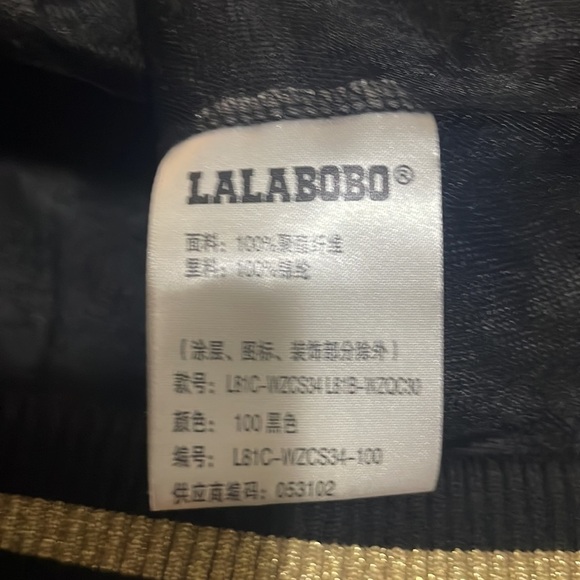 LALABOBO®
面料: 100%聚酯纤维
里料: 100%锦纶
(涂层、图标、装饰部分除外)
款号: L81C-WZCS34 L81B-WZQC30
颜色: 100 黑色
编号: L81C-WZCS34-100
供应商编码: 053102